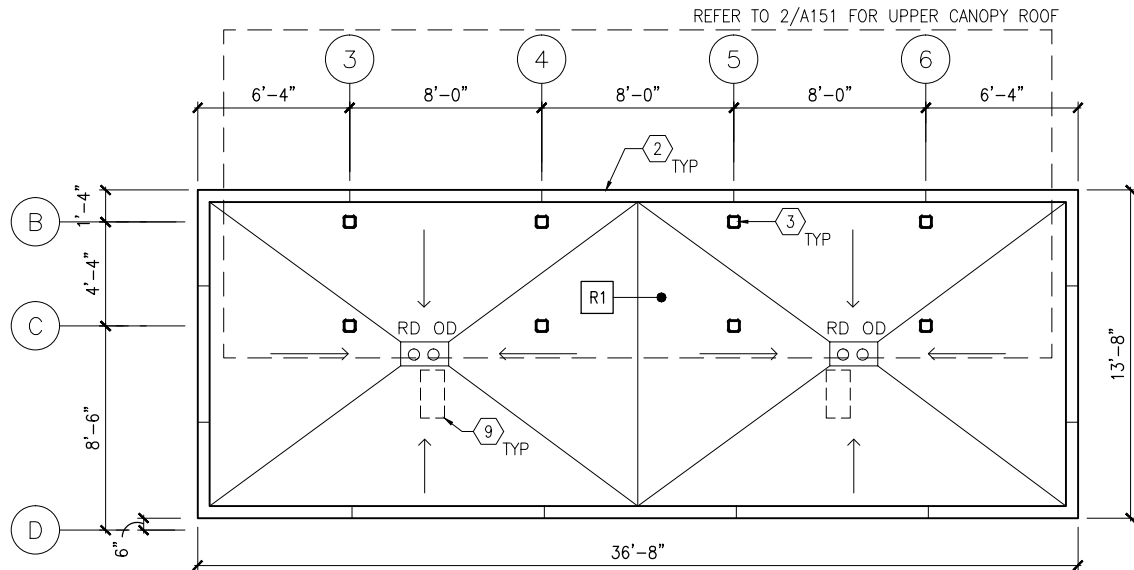 REFER TO 2/A151 FOR UPPER CANOPY ROOF
3 4 5 6
6'-4" 8'-0" 8'-0" 8'-0" 6'-4"
2
TYP
1'-4"
B
3
TYP
4'-4"
R1
C
RD OD
RD OD
13'-8"
8'-6"
9
TYP
D
6"
36'-8"